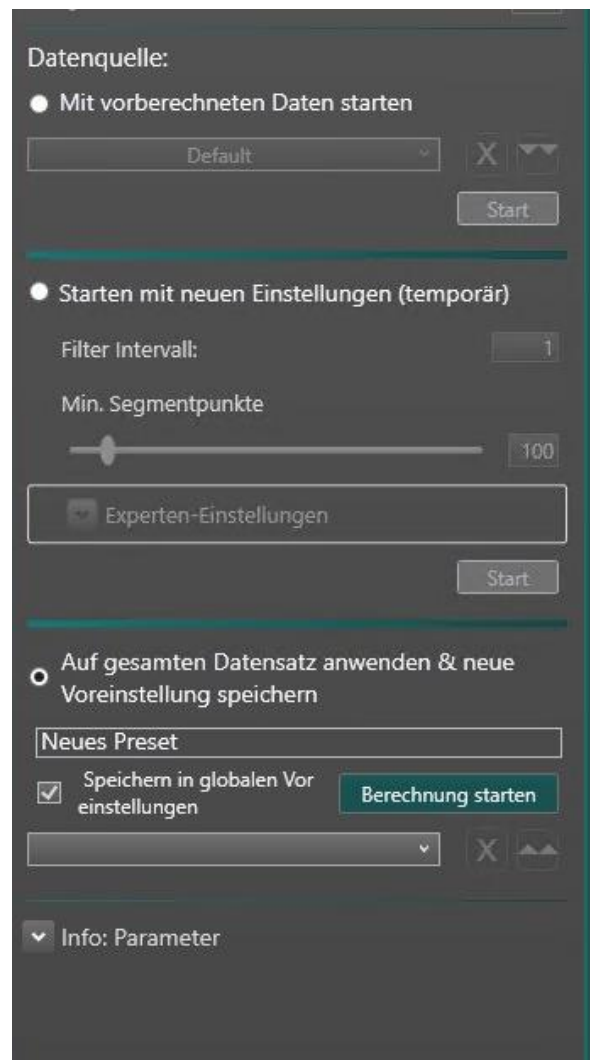 Datenquelle:
Mit vorberechneten Daten starten
Default
X
Start
Starten mit neuen Einstellungen (temporär)
Filter Intervall:
1
Min. Segmentpunkte
100
Experten-Einstellungen
Start
Auf gesamten Datensatz anwenden & neue
Voreinstellung speichern
Neues Preset
Speichern in globalen Vor
einstellungen
Berechnung starten
X
Info: Parameter